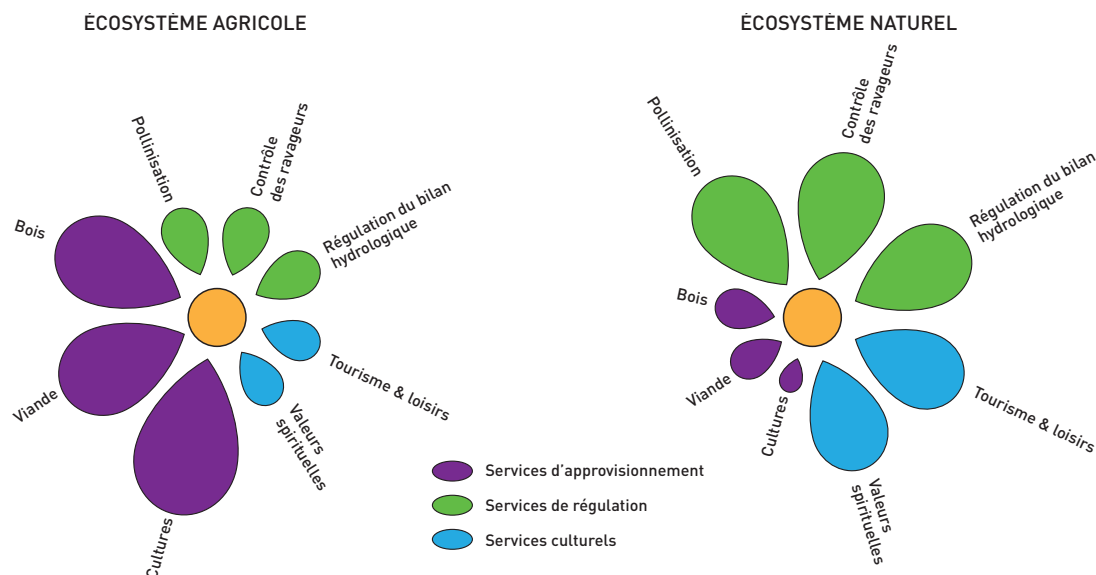 ÉCOSYSTÈME AGRICOLE
Pollinisation
Contrôle
des ravageurs
Régulation du bilan
hydrologique
Bois
Viande
Cultures
Tourisme & loisirs
Valeurs
spirituelles
ÉCOSYSTÈME NATUREL
Pollinisation
Contrôle
des ravageurs
Régulation du bilan
hydrologique
Bois
Viande
Cultures
Tourisme & loisirs
Valeurs
spirituelles
Services d'approvisionnement
Services de régulation
Services culturels